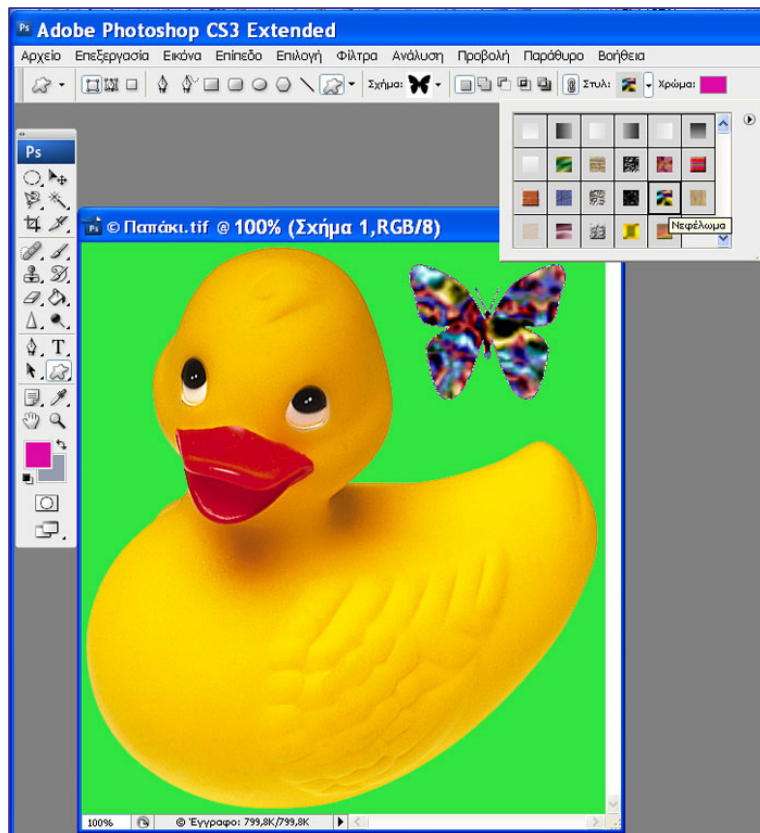 Ps Adobe Photoshop CS3 Extended
Αρχείο Επεξεργασία Εικόνα Επίπεδο Επιλογή Φίλτρα Ανάλυση Προβολή Παράθυρο Βοήθεια
Σχήμα: Στυλ: Χρώμα:
Ps
© Παπάκι.tif @ 100% (Σχήμα 1,RGB/8)
Νεφέλωμα
T
100% © Έγγραφο: 799,8K/799,8K